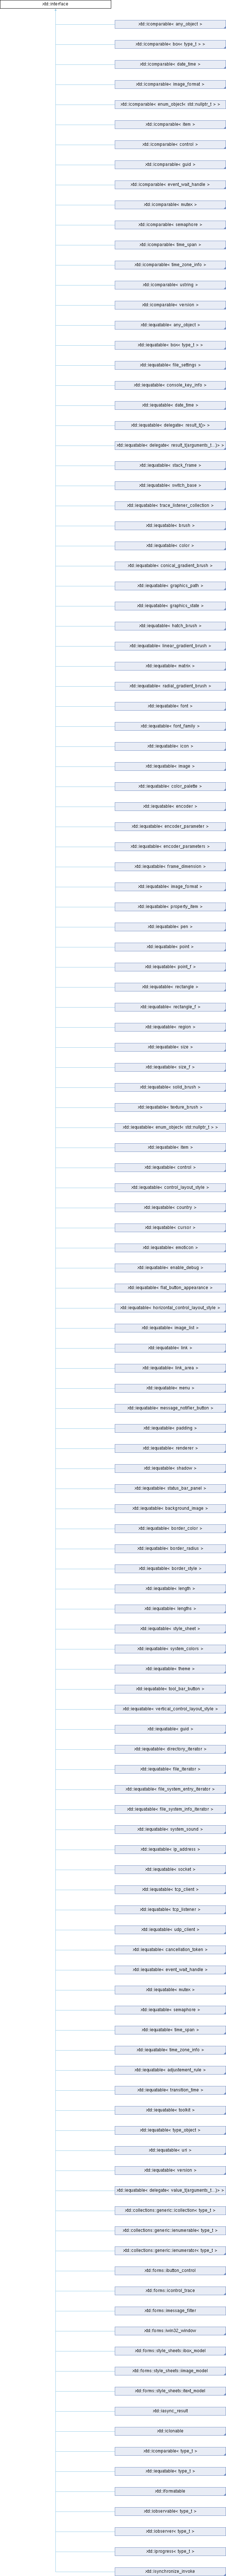 xtd::interface
xtd::icomparable< any_object >
xtd::icomparable< box< type_t > >
xtd::icomparable< date_time >
xtd::icomparable< image_format >
xtd::icomparable< enum_object< std::nullptr_t > >
xtd::icomparable< item >
xtd::icomparable< control >
xtd::icomparable< guid >
xtd::icomparable< event_wait_handle >
xtd::icomparable< mutex >
xtd::icomparable< semaphore >
xtd::icomparable< time_span >
xtd::icomparable< time_zone_info >
xtd::icomparable< ustring >
xtd::icomparable< version >
xtd::iequatable< any_object >
xtd::iequatable< box< type_t > >
xtd::iequatable< file_settings >
xtd::iequatable< console_key_info >
xtd::iequatable< date_time >
xtd::iequatable< delegate< result_t()> >
xtd::iequatable< delegate< result_t(arguments_t...)> >
xtd::iequatable< stack_frame >
xtd::iequatable< switch_base >
xtd::iequatable< trace_listener_collection >
xtd::iequatable< brush >
xtd::iequatable< color >
xtd::iequatable< conical_gradient_brush >
xtd::iequatable< graphics_path >
xtd::iequatable< graphics_state >
xtd::iequatable< hatch_brush >
xtd::iequatable< linear_gradient_brush >
xtd::iequatable< matrix >
xtd::iequatable< radial_gradient_brush >
xtd::iequatable< font >
xtd::iequatable< font_family >
xtd::iequatable< icon >
xtd::iequatable< image >
xtd::iequatable< color_palette >
xtd::iequatable< encoder >
xtd::iequatable< encoder_parameter >
xtd::iequatable< encoder_parameters >
xtd::iequatable< frame_dimension >
xtd::iequatable< image_format >
xtd::iequatable< property_item >
xtd::iequatable< pen >
xtd::iequatable< point >
xtd::iequatable< point_f >
xtd::iequatable< rectangle >
xtd::iequatable< rectangle_f >
xtd::iequatable< region >
xtd::iequatable< size >
xtd::iequatable< size_f >
xtd::iequatable< solid_brush >
xtd::iequatable< texture_brush >
xtd::iequatable< enum_object< std::nullptr_t > >
xtd::iequatable< item >
xtd::iequatable< control >
xtd::iequatable< control_layout_style >
xtd::iequatable< country >
xtd::iequatable< cursor >
xtd::iequatable< emoticon >
xtd::iequatable< enable_debug >
xtd::iequatable< flat_button_appearance >
xtd::iequatable< horizontal_control_layout_style >
xtd::iequatable< image_list >
xtd::iequatable< link >
xtd::iequatable< link_area >
xtd::iequatable< menu >
xtd::iequatable< message_notifier_button >
xtd::iequatable< padding >
xtd::iequatable< renderer >
xtd::iequatable< shadow >
xtd::iequatable< status_bar_panel >
xtd::iequatable< background_image >
xtd::iequatable< border_color >
xtd::iequatable< border_radius >
xtd::iequatable< border_style >
xtd::iequatable< length >
xtd::iequatable< lengths >
xtd::iequatable< style_sheet >
xtd::iequatable< system_colors >
xtd::iequatable< theme >
xtd::iequatable< tool_bar_button >
xtd::iequatable< vertical_control_layout_style >
xtd::iequatable< guid >
xtd::iequatable< directory_iterator >
xtd::iequatable< file_iterator >
xtd::iequatable< file_system_entry_iterator >
xtd::iequatable< file_system_info_iterator >
xtd::iequatable< system_sound >
xtd::iequatable< ip_address >
xtd::iequatable< socket >
xtd::iequatable< tcp_client >
xtd::iequatable< tcp_listener >
xtd::iequatable< udp_client >
xtd::iequatable< cancellation_token >
xtd::iequatable< event_wait_handle >
xtd::iequatable< mutex >
xtd::iequatable< semaphore >
xtd::iequatable< time_span >
xtd::iequatable< time_zone_info >
xtd::iequatable< adjustement_rule >
xtd::iequatable< transition_time >
xtd::iequatable< toolkit >
xtd::iequatable< type_object >
xtd::iequatable< uri >
xtd::iequatable< version >
xtd::iequatable< delegate< value_t(arguments_t...)> >
xtd::collections::generic::icollection< type_t >
xtd::collections::generic::ienumerable< type_t >
xtd::collections::generic::ienumerator< type_t >
xtd::forms::ibutton_control
xtd::forms::icontrol_trace
xtd::forms::imessage_filter
xtd::forms::iwin32_window
xtd::forms::style_sheets::ibox_model
xtd::forms::style_sheets::iimage_model
xtd::forms::style_sheets::itext_model
xtd::iasync_result
xtd::iclonable
xtd::icomparable< type_t >
xtd::iequatable< type_t >
xtd::iformatable
xtd::iobservable< type_t >
xtd::iobserver< type_t >
xtd::iprogress< type_t >
xtd::isynchronize_invoke